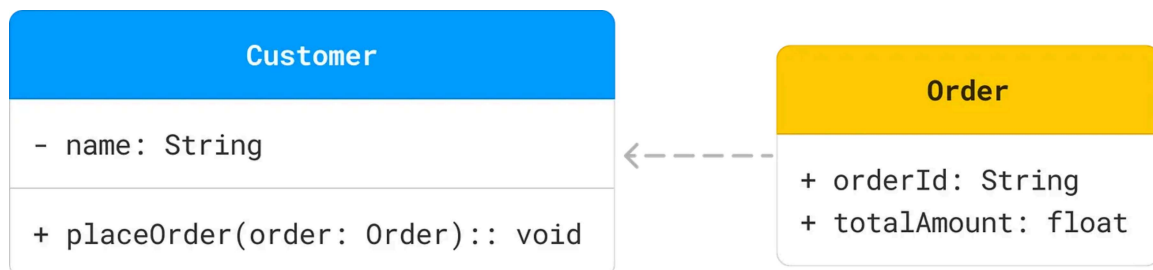 Customer
- name: String
+ placeOrder(order: Order):: void
Order
+ orderId: String
+ totalAmount: float